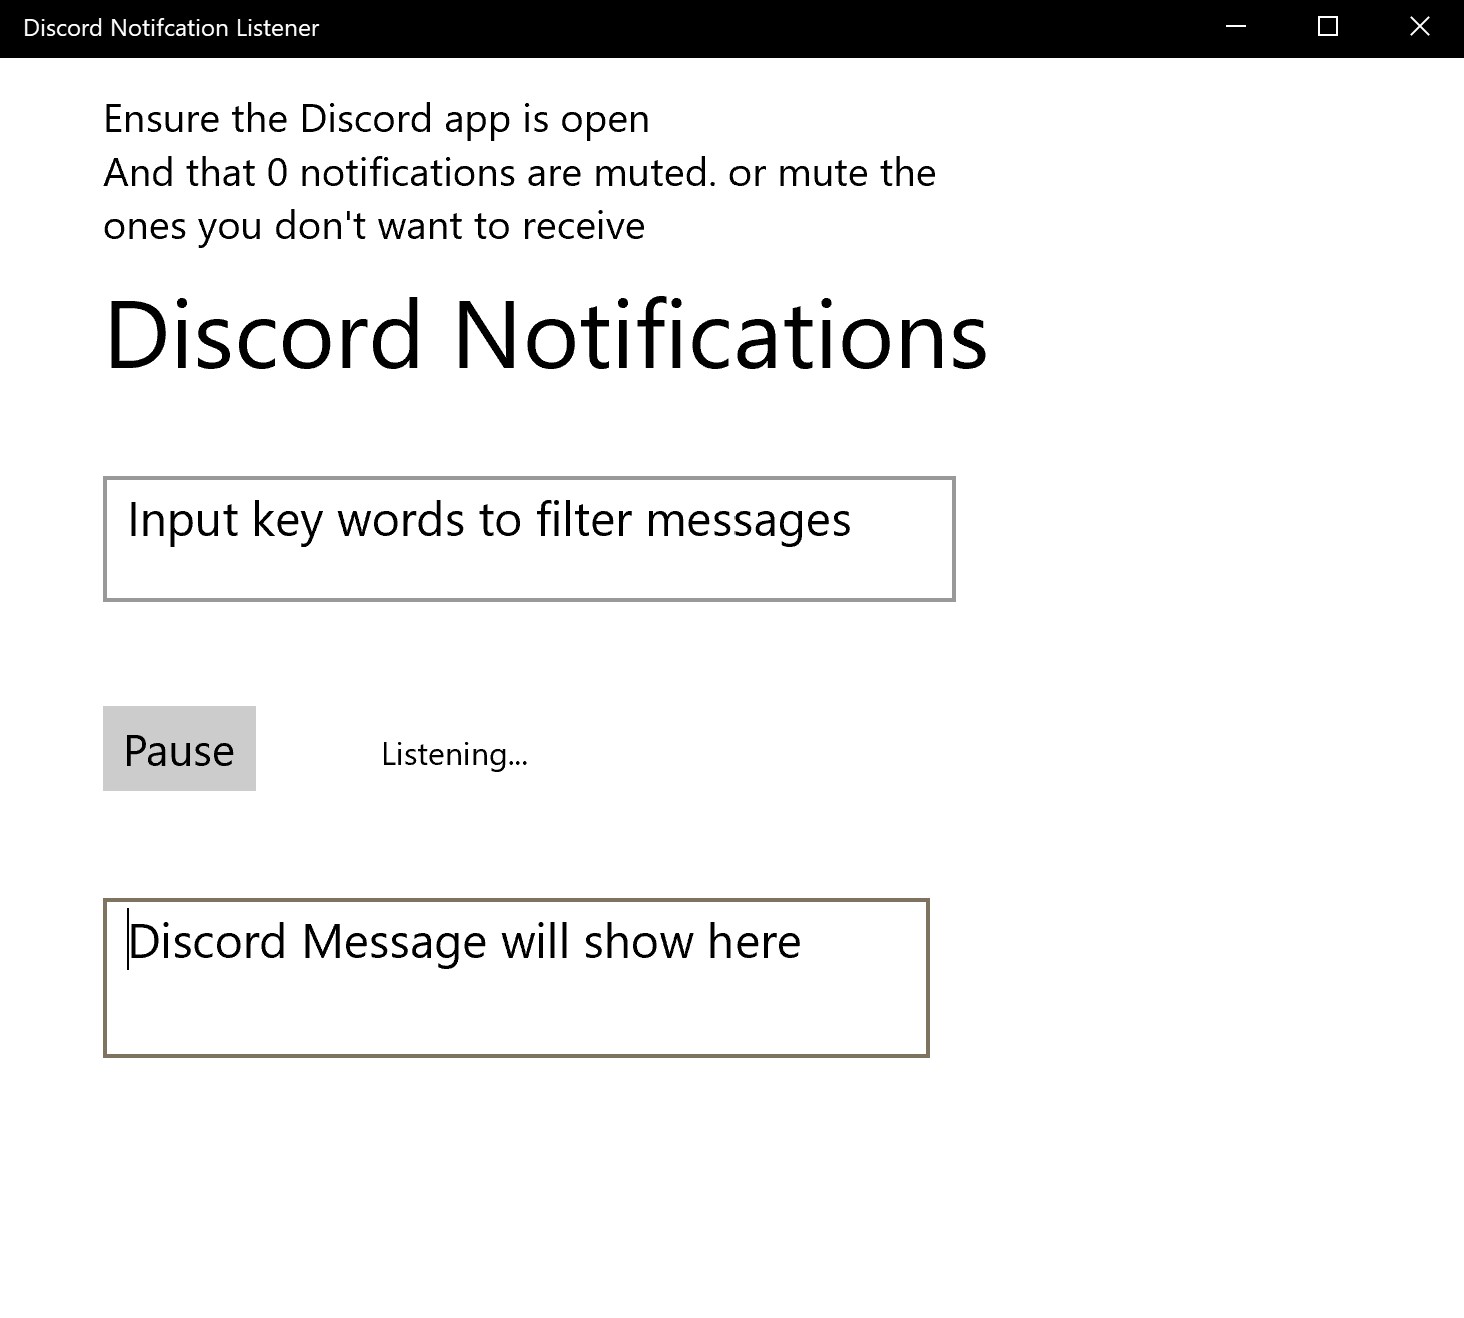 Discord Notifcation Listener
Ensure the Discord app is open
And that 0 notifications are muted. or mute the
ones you don't want to receive
Discord Notifications
Input key words to filter messages
Pause
Listening...
Discord Message will show here